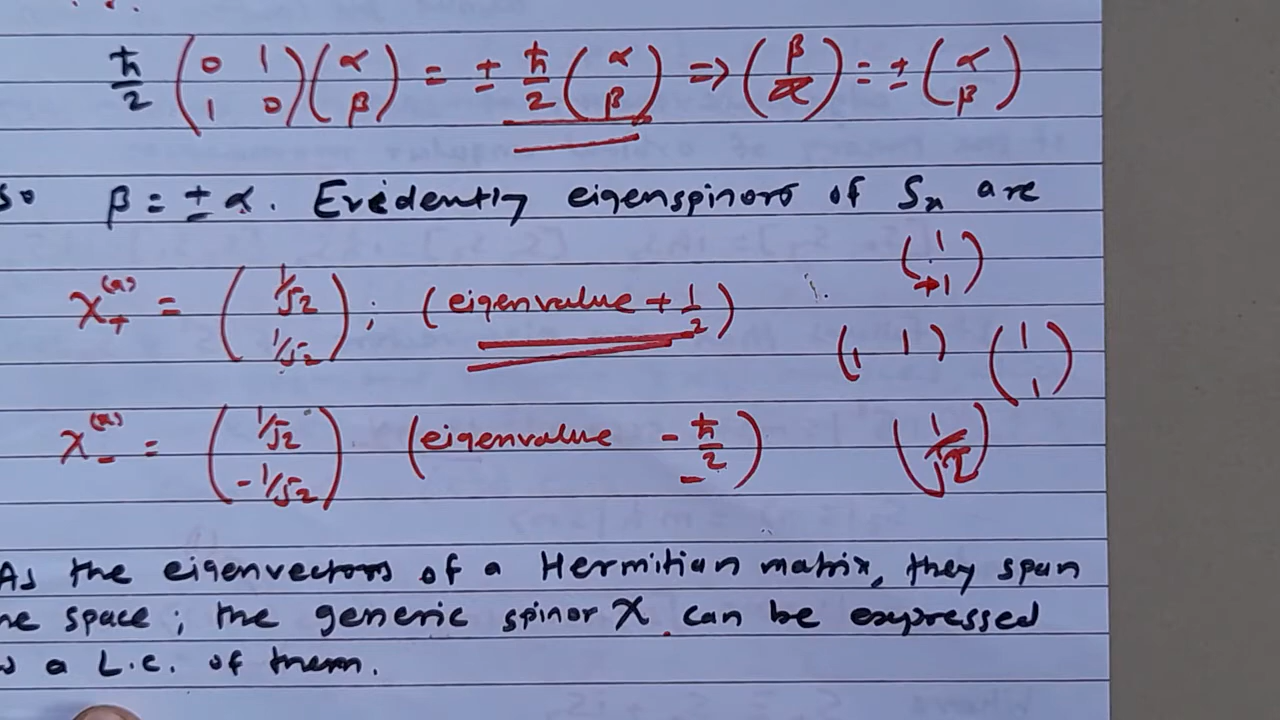 ħ/2 (0 1; 1 0)(α; β) = ± ħ/2 (α; β) ⇒ (β; α) = ± (α; β)
so β = ± α. Evidently eigenspinors of Sx are
(1; 1)
χ₊⁽ˣ⁾ = (1/√2; 1/√2); (eigenvalue + 1/2)
(1 1) (1; 1)
χ₋⁽ˣ⁾ = (1/√2; -1/√2) (eigenvalue - ħ/2)
(1/√2)
As the eigenvectors of a Hermitian matrix, they span
space; the generic spinor χ can be expressed
a L.c. of them.